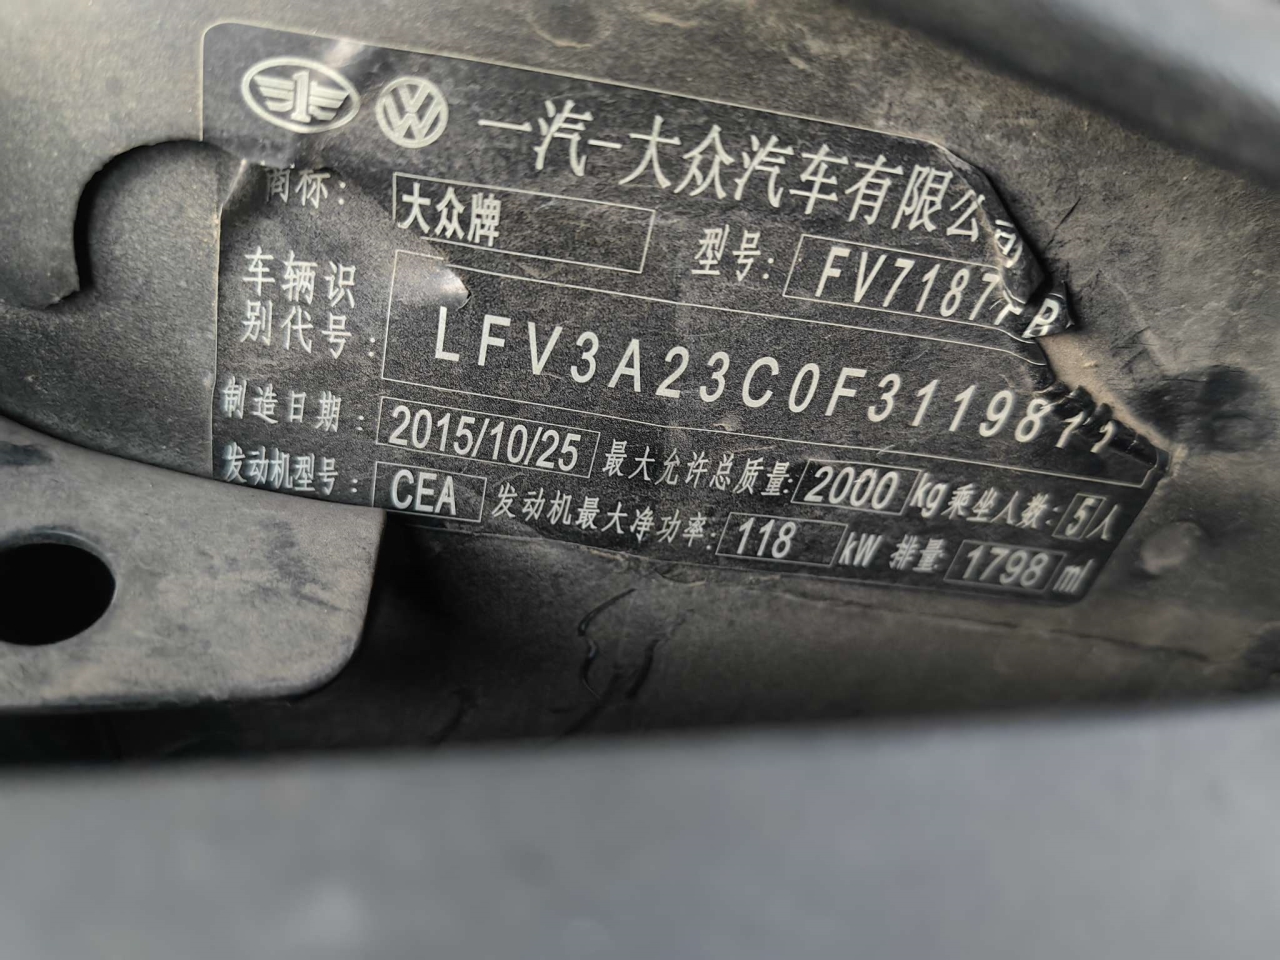 一汽-大众汽车有限公司
商标: 大众牌 型号: FV7187
车辆识别代号: LFV3A23C0F31198
制造日期: 2015/10/25 最大允许总质量: 2000 kg 乘坐人数: 5 人
发动机型号: CEA 发动机最大净功率: 118 kW 排量 1798 ml